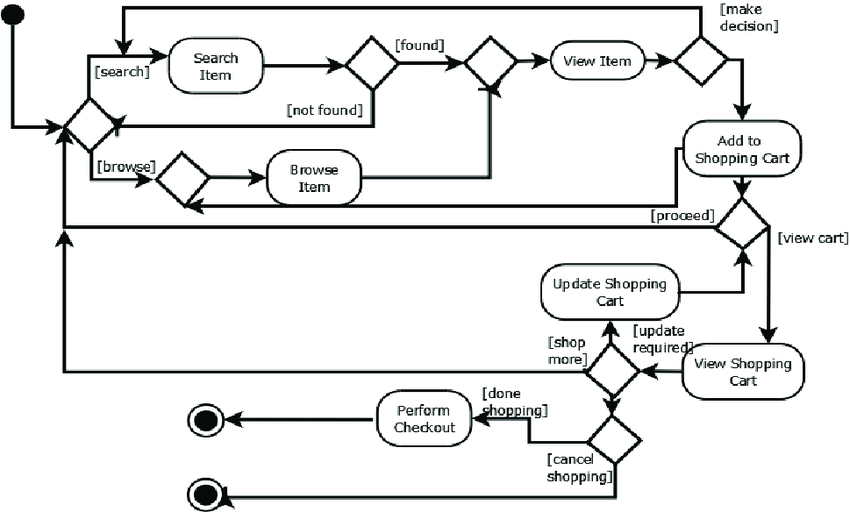 [make
decision]
[found]
Search
Item
View Item
[search]
[not found]
Add to
Shopping Cart
[browse]
Browse
Item
[proceed]
[view cart]
Update Shopping
Cart
[update
required]
[shop
more]
View Shopping
Cart
[done
shopping]
Perform
Checkout
[cancel
shopping]